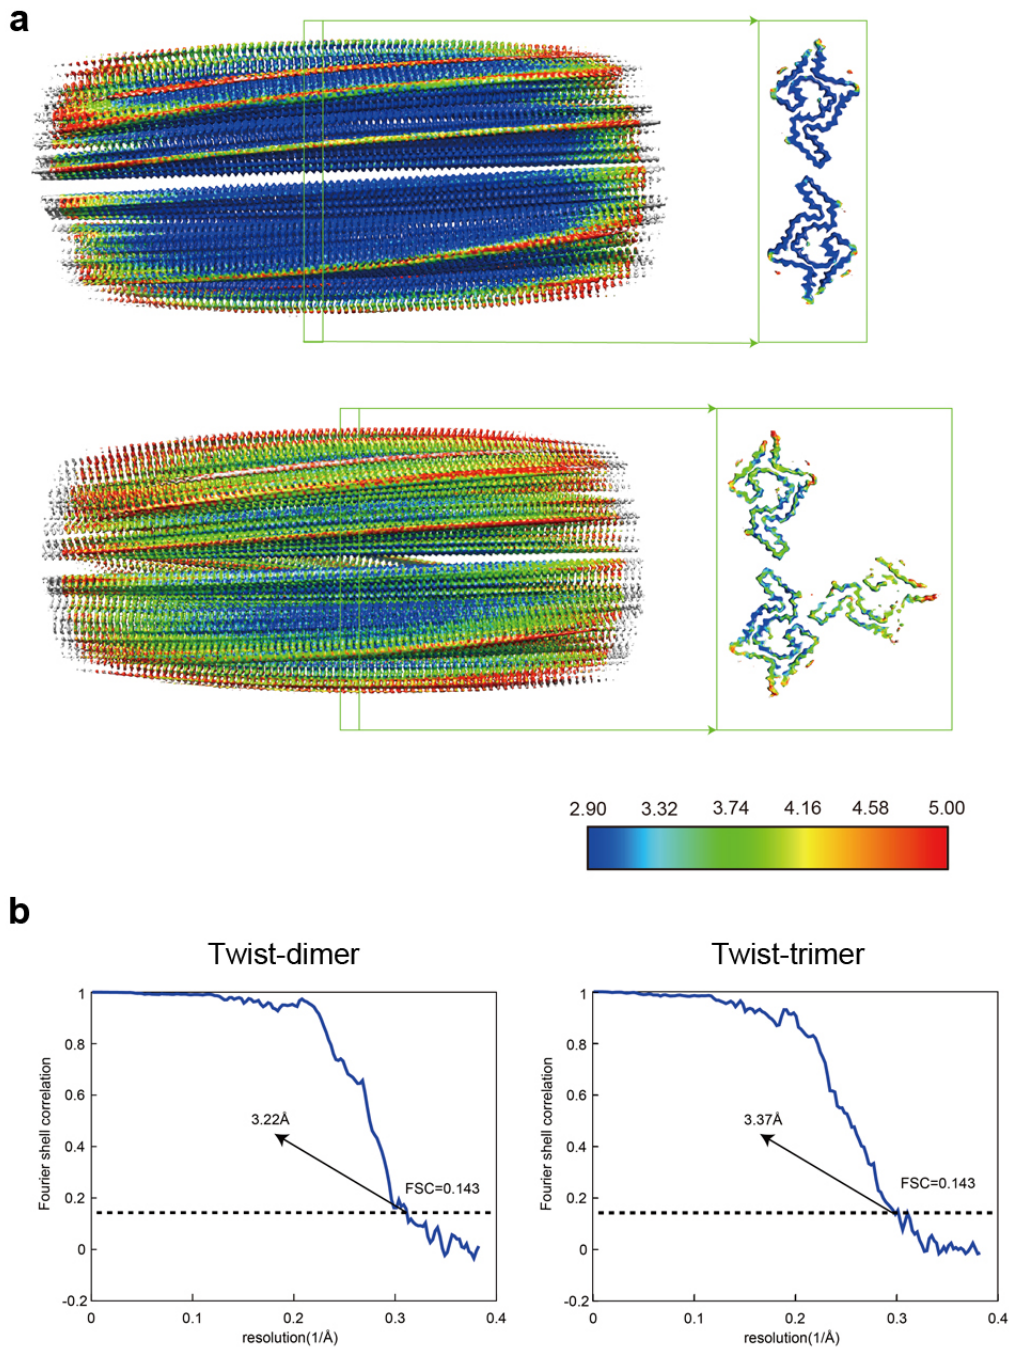 a
2.90 3.32 3.74 4.16 4.58 5.00
b
Twist-dimer
1
0.8
0.6
0.4
0.2
0
-0.2
0 0.1 0.2 0.3 0.4
Fourier shell correlation
resolution(1/Å)
3.22Å
FSC=0.143
Twist-trimer
1
0.8
0.6
0.4
0.2
0
-0.2
0 0.1 0.2 0.3 0.4
Fourier shell correlation
resolution(1/Å)
3.37Å
FSC=0.143